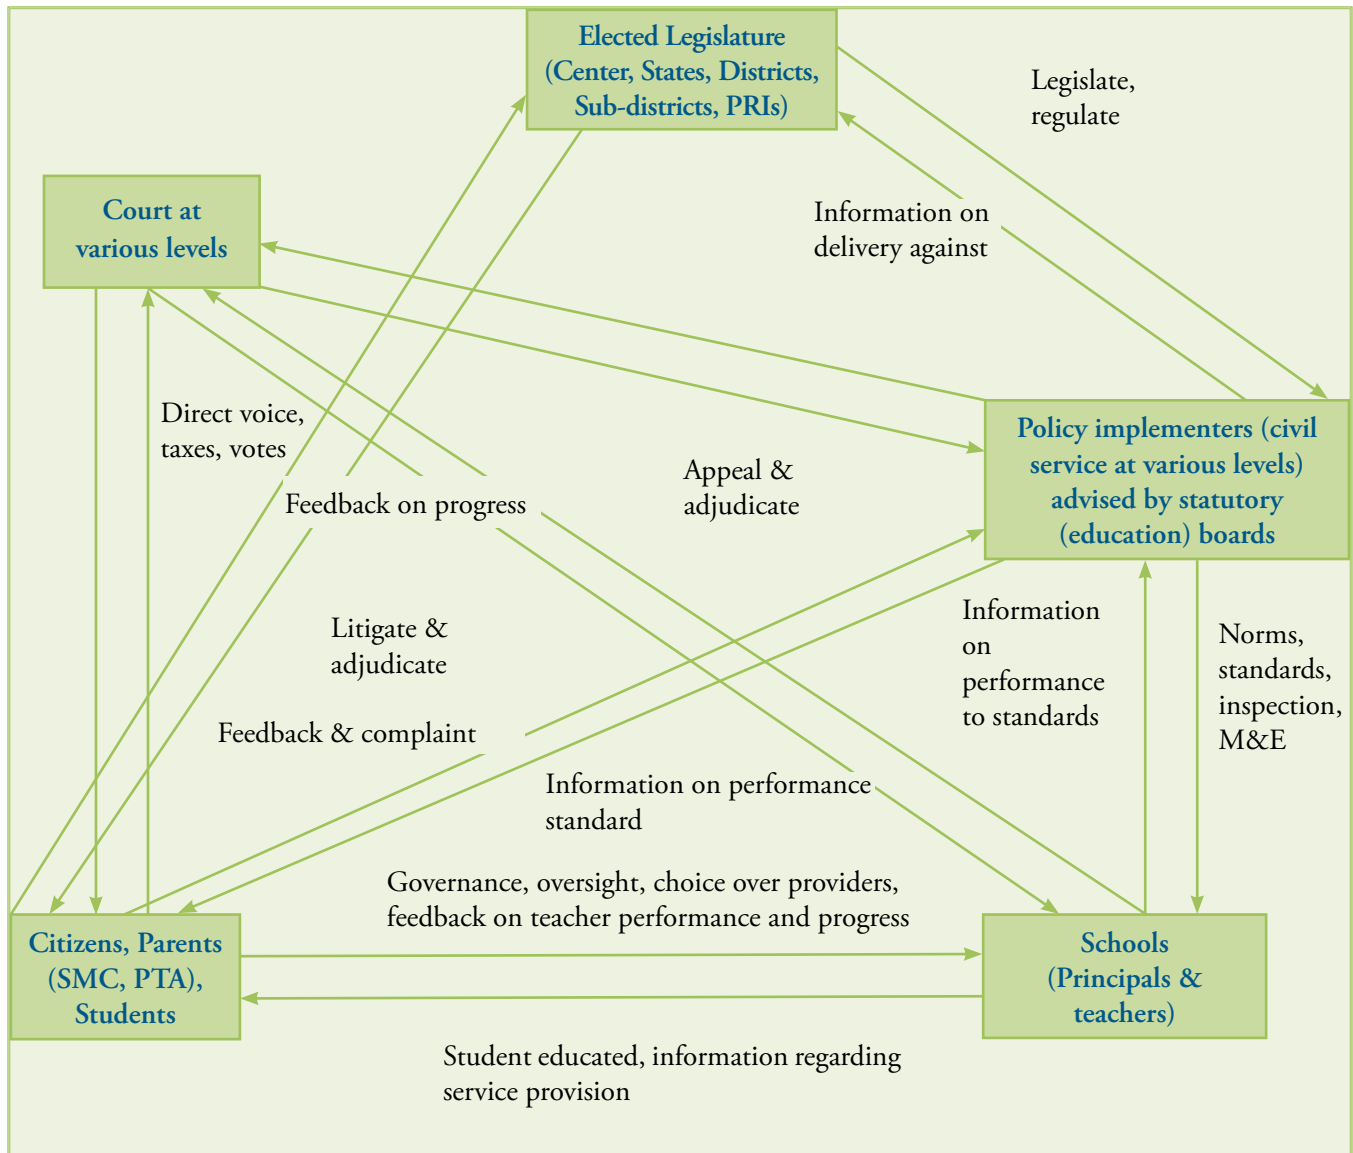 Elected Legislature
(Center, States, Districts,
Sub-districts, PRIs)
Legislate,
regulate
Court at
various levels
Information on
delivery against
Direct voice,
taxes, votes
Policy implementers (civil
service at various levels)
advised by statutory
(education) boards
Appeal &
adjudicate
Feedback on progress
Information
on
performance
to standards
Norms,
standards,
inspection,
M&E
Litigate &
adjudicate
Feedback & complaint
Information on performance
standard
Governance, oversight, choice over providers,
feedback on teacher performance and progress
Citizens, Parents
(SMC, PTA),
Students
Schools
(Principals &
teachers)
Student educated, information regarding
service provision